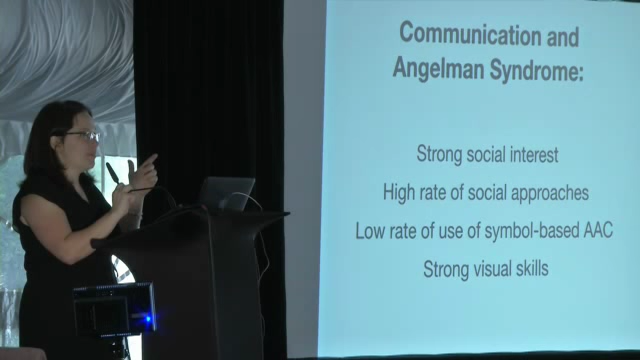 Communication and
Angelman Syndrome:
Strong social interest
High rate of social approaches
Low rate of use of symbol-based AAC
Strong visual skills